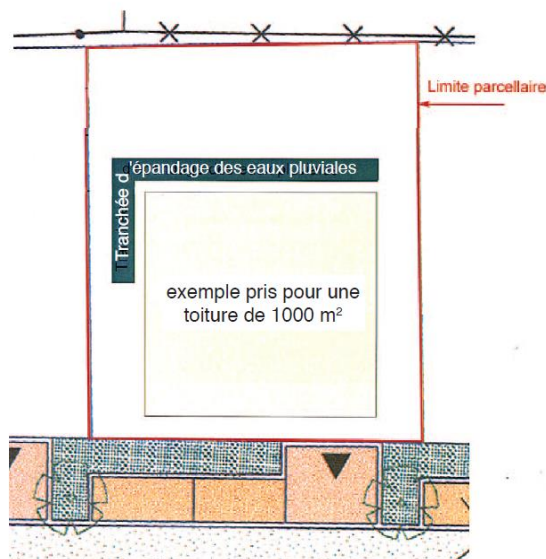 Limite parcellaire
Tranchée d'épandage des eaux pluviales
exemple pris pour une
toiture de 1000 m²